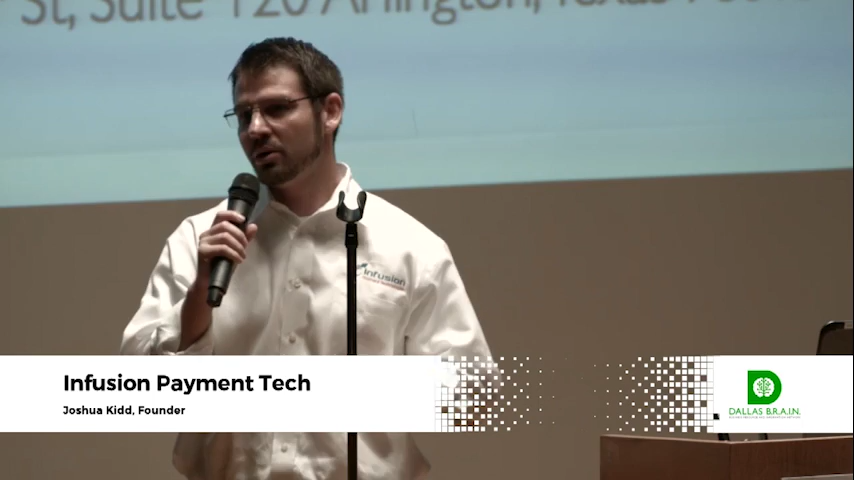 St, Suite 120 Arlington, Texas
infusion
Infusion Payment Tech
Joshua Kidd, Founder
D
DALLAS B.R.A.I.N.